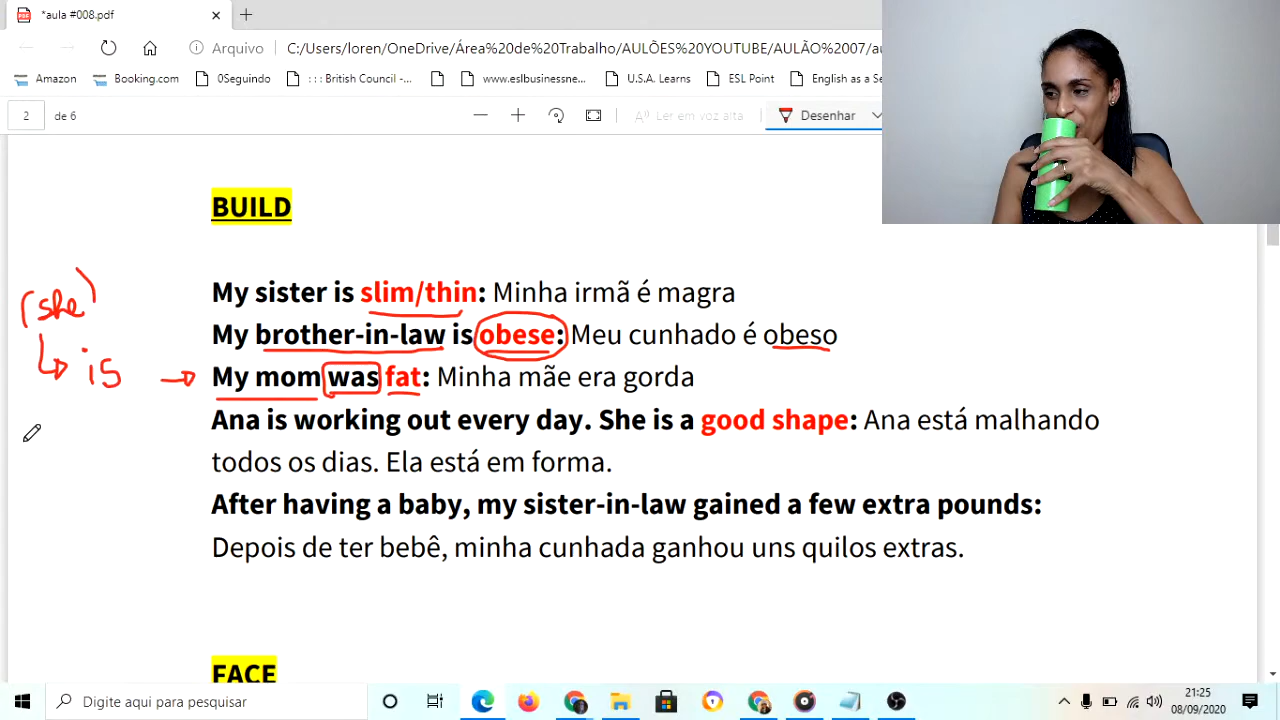 *aula #008.pdf
Arquivo C:/Users/loren/OneDrive/Área%20de%20Trabalho/AULÕES%20YOUTUBE/AULÃO%2007/au
Amazon Booking.com 0Seguindo : : : British Council -... www.eslbusinessne... U.S.A. Learns ESL Point English as a Se
2 de 6 Ler em voz alta Desenhar
BUILD
My sister is slim/thin: Minha irmã é magra
(she)
My brother-in-law is obese: Meu cunhado é obeso
is
My mom was fat: Minha mãe era gorda
Ana is working out every day. She is a good shape: Ana está malhando
todos os dias. Ela está em forma.
After having a baby, my sister-in-law gained a few extra pounds:
Depois de ter bebê, minha cunhada ganhou uns quilos extras.
FACE
Digite aqui para pesquisar
21:25
08/09/2020